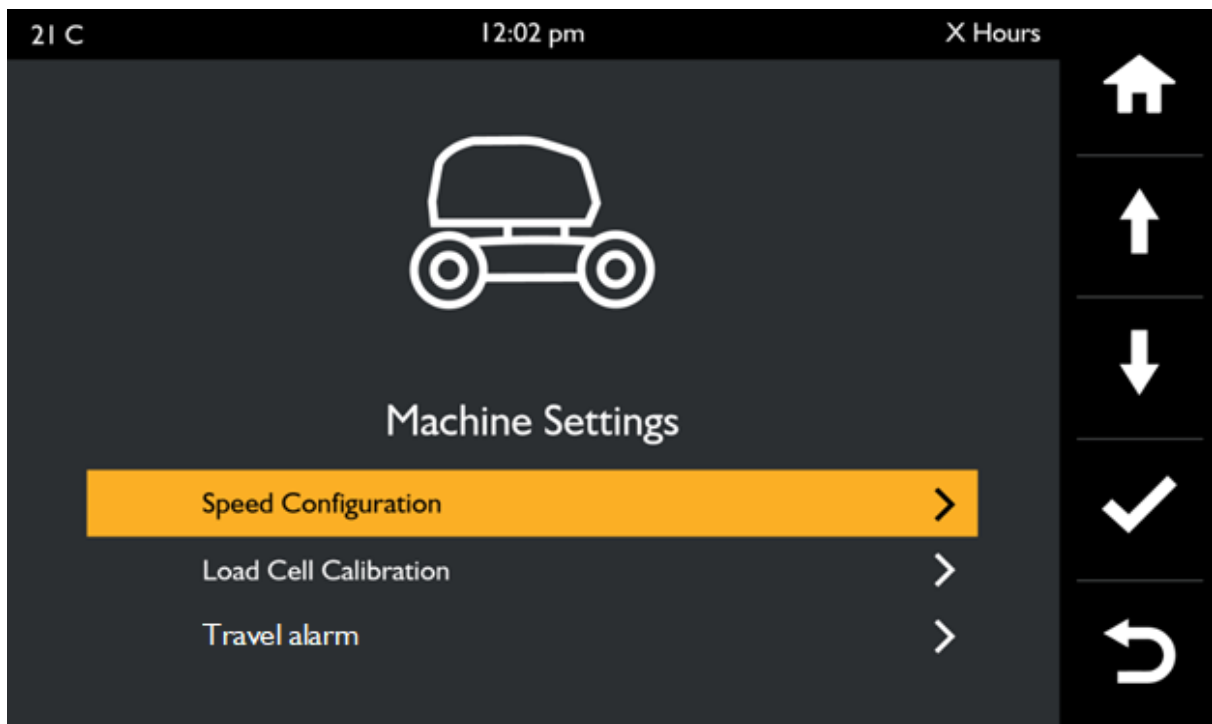 21 C 12:02 pm X Hours
Machine Settings
Speed Configuration
Load Cell Calibration
Travel alarm